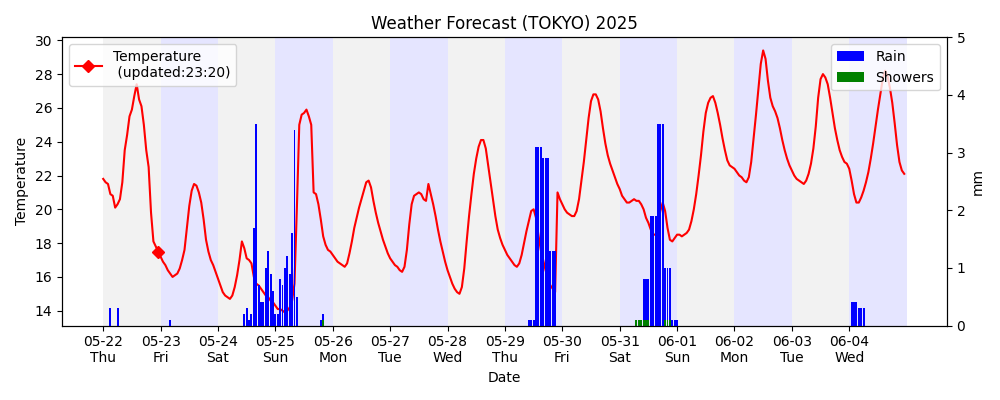 Weather Forecast (TOKYO) 2025
Temperature
(updated:23:20)
Rain
Showers
30
28
26
24
22
20
18
16
14
Temperature
5
4
3
2
1
0
mm
05-22 05-23 05-24 05-25 05-26 05-27 05-28 05-29 05-30 05-31 06-01 06-02 06-03 06-04
Thu Fri Sat Sun Mon Tue Wed Thu Fri Sat Sun Mon Tue Wed
Date